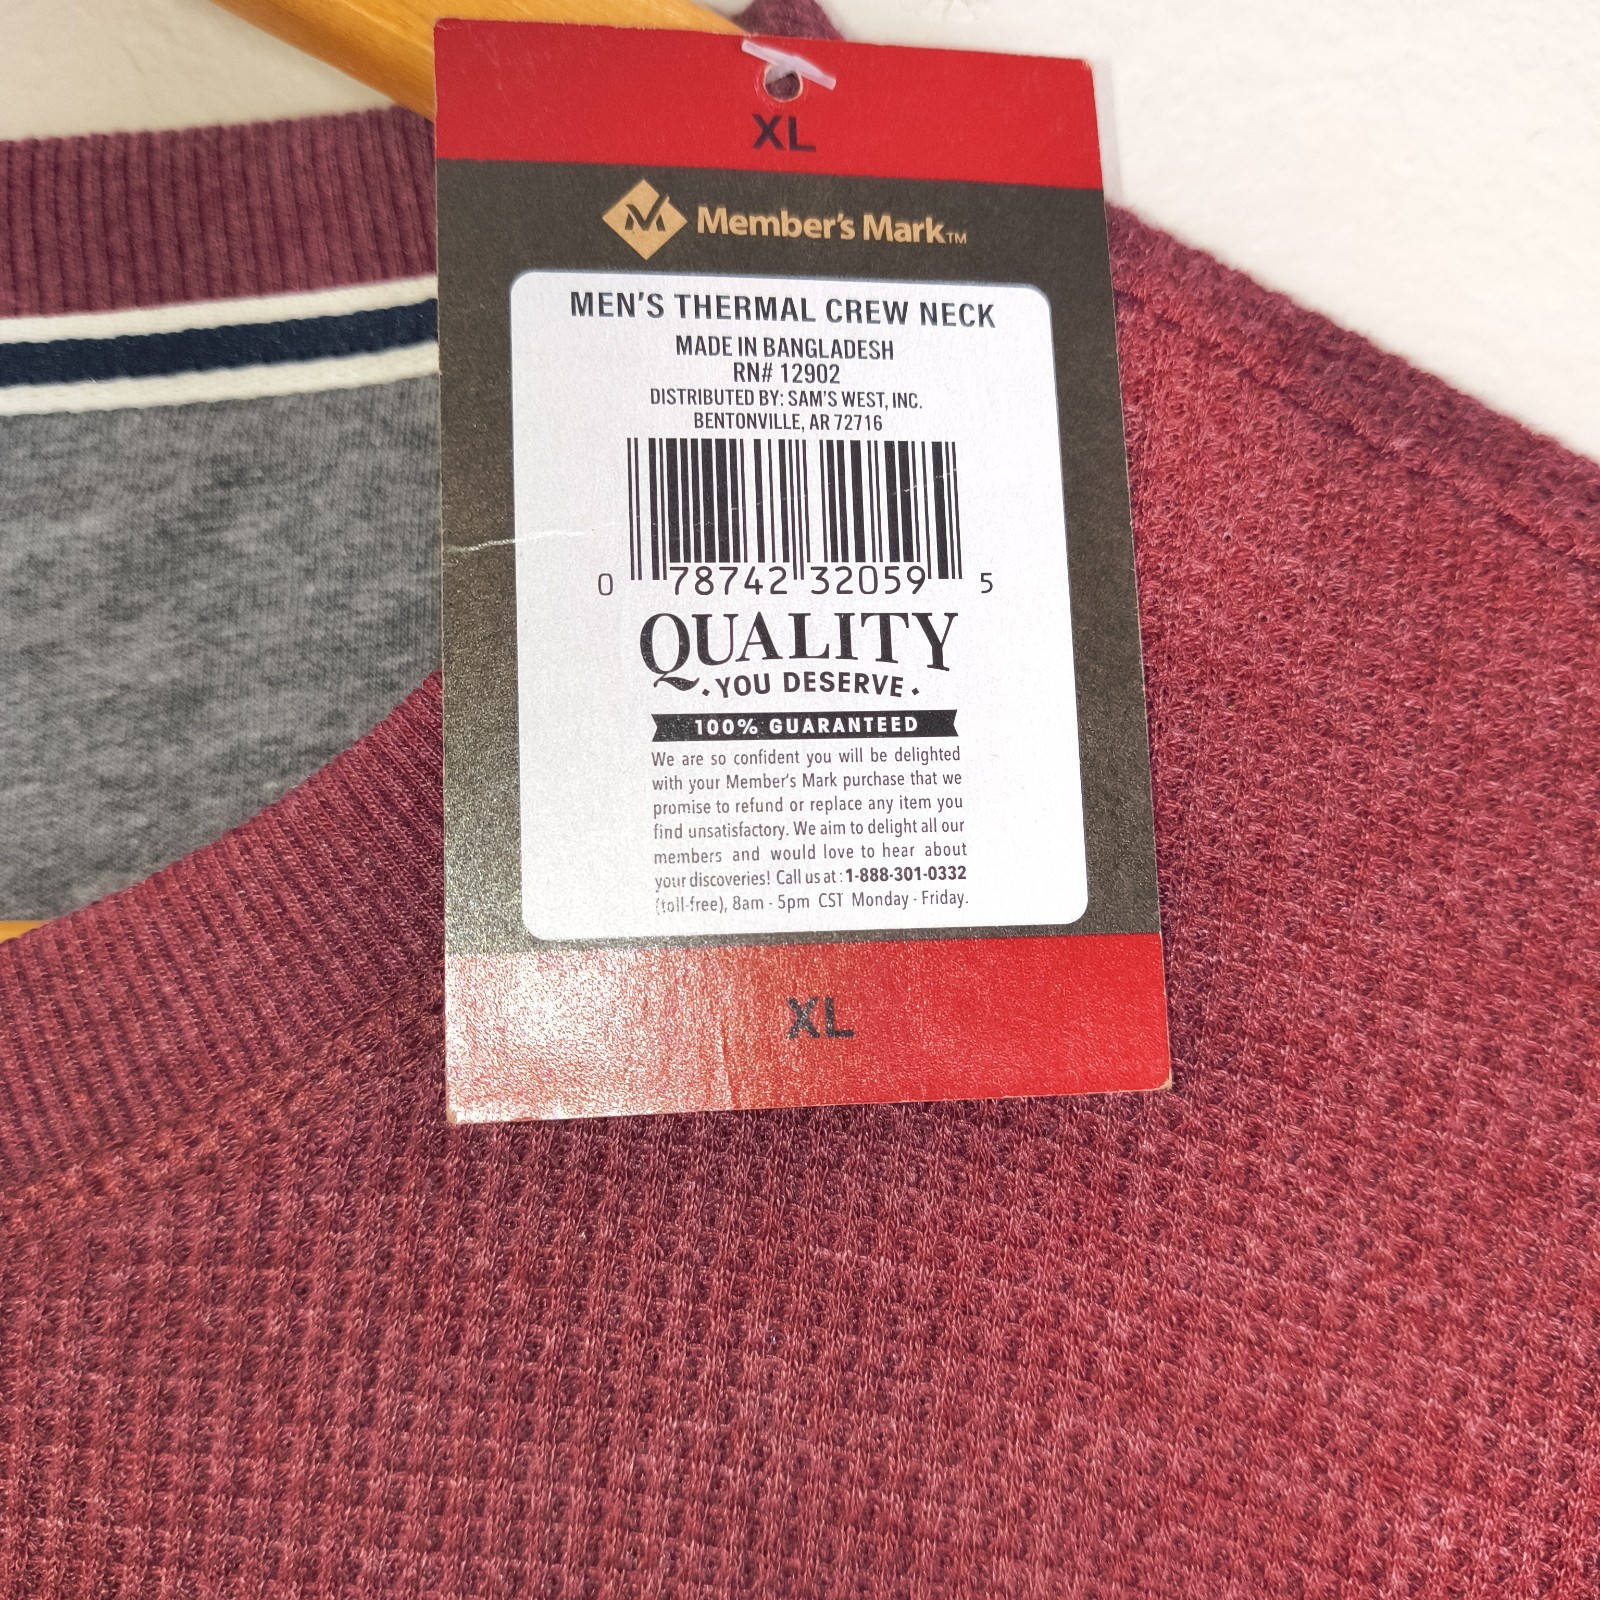 XL
Member's Mark™
MEN'S THERMAL CREW NECK
MADE IN BANGLADESH
RN# 12902
DISTRIBUTED BY: SAM'S WEST, INC.
BENTONVILLE, AR 72716
0 78742 32059 5
QUALITY
• YOU DESERVE •
100% GUARANTEED
We are so confident you will be delighted
with your Member's Mark purchase that we
promise to refund or replace any item you
find unsatisfactory. We aim to delight all our
members and would love to hear about
your discoveries! Call us at : 1-888-301-0332
(toll-free), 8am - 5pm CST Monday - Friday.
XL